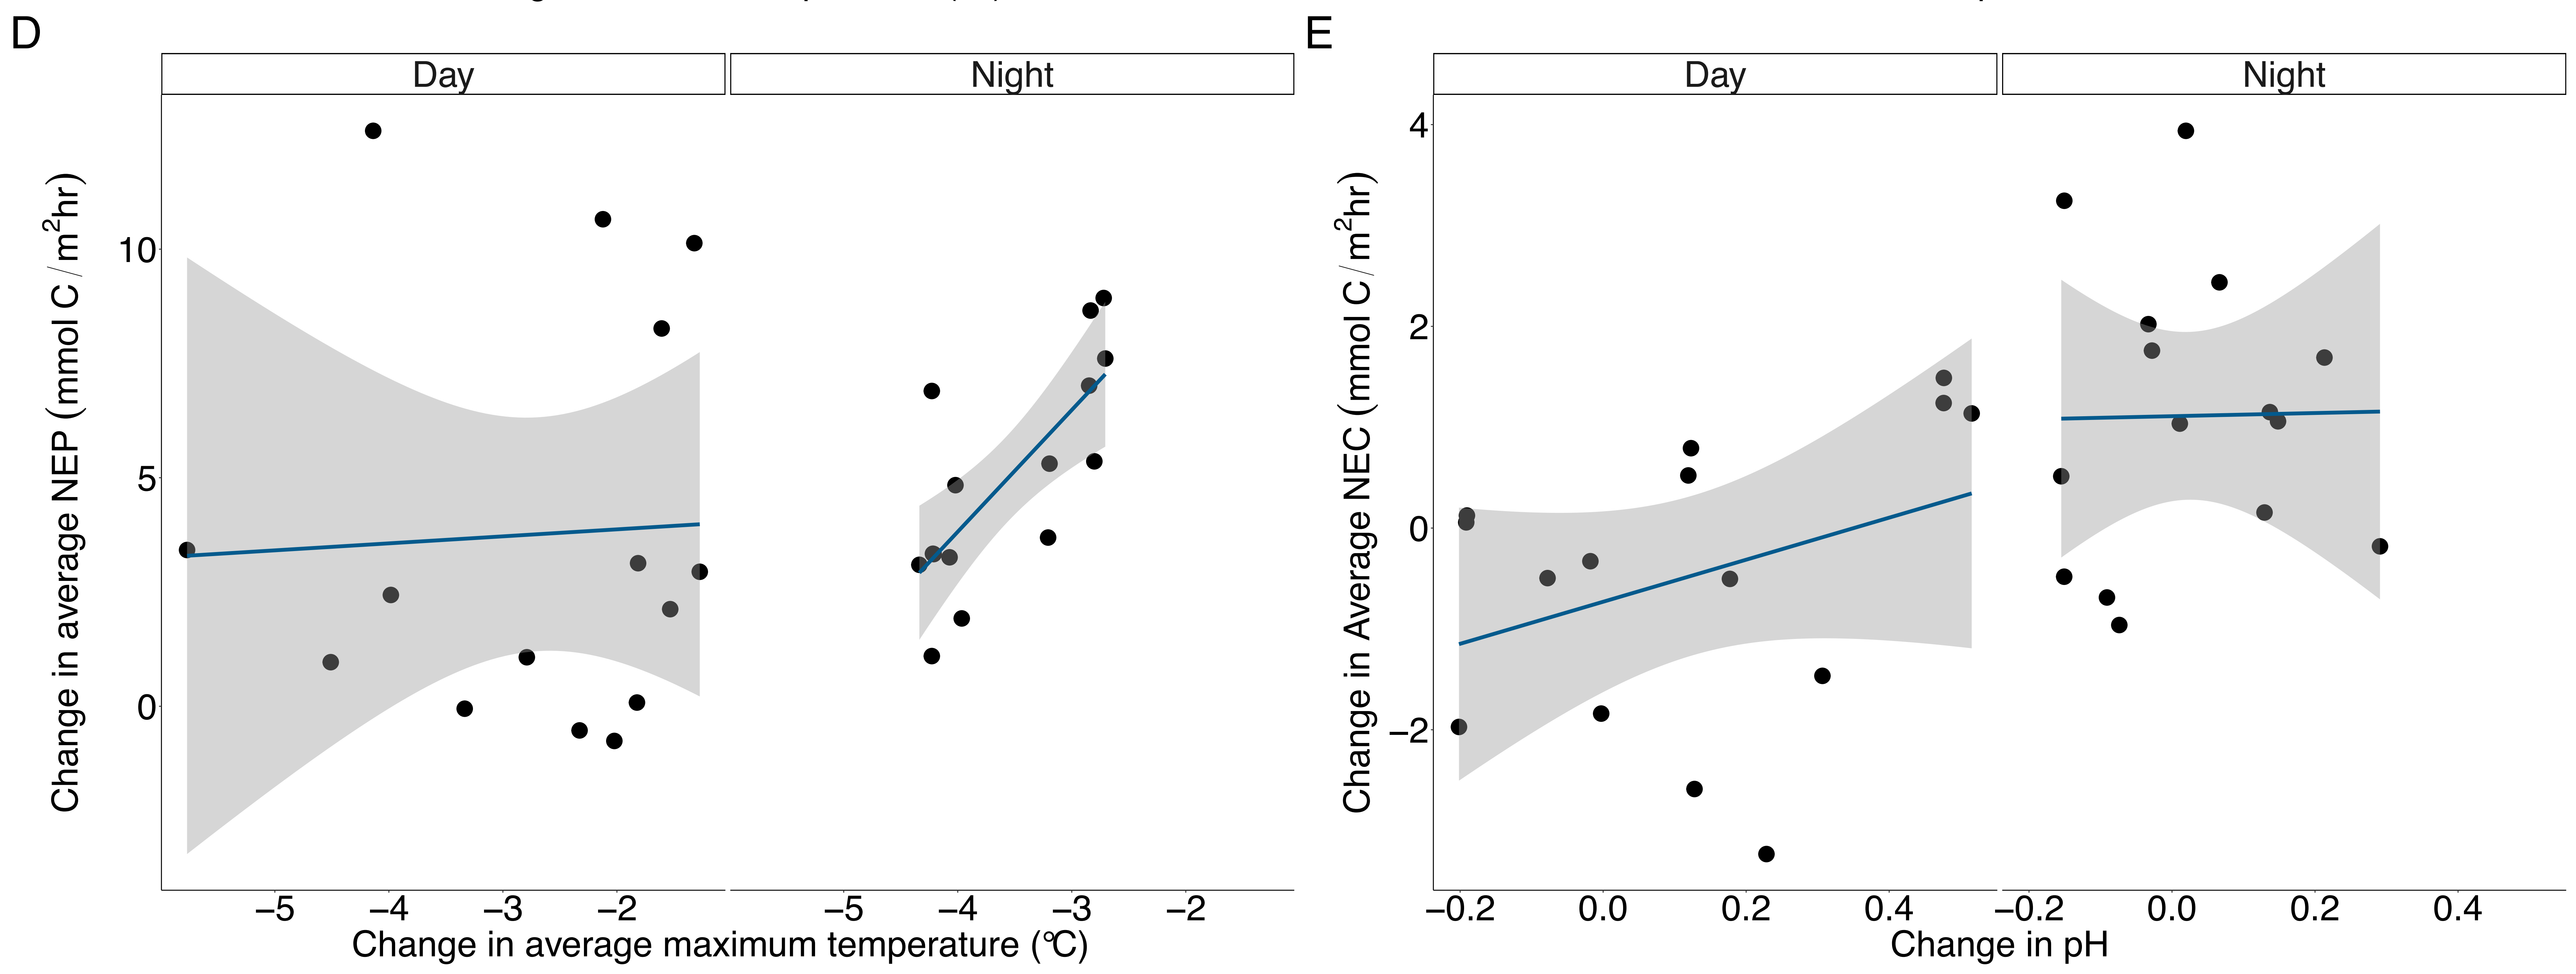 D
Day
Night
Change in average NEP (mmol C / m²hr)
10
5
0
−5
−4
−3
−2
−5
−4
−3
−2
Change in average maximum temperature (°C)
E
Day
Night
Change in Average NEC (mmol C / m²hr)
4
2
0
−2
−0.2
0.0
0.2
0.4
−0.2
0.0
0.2
0.4
Change in pH